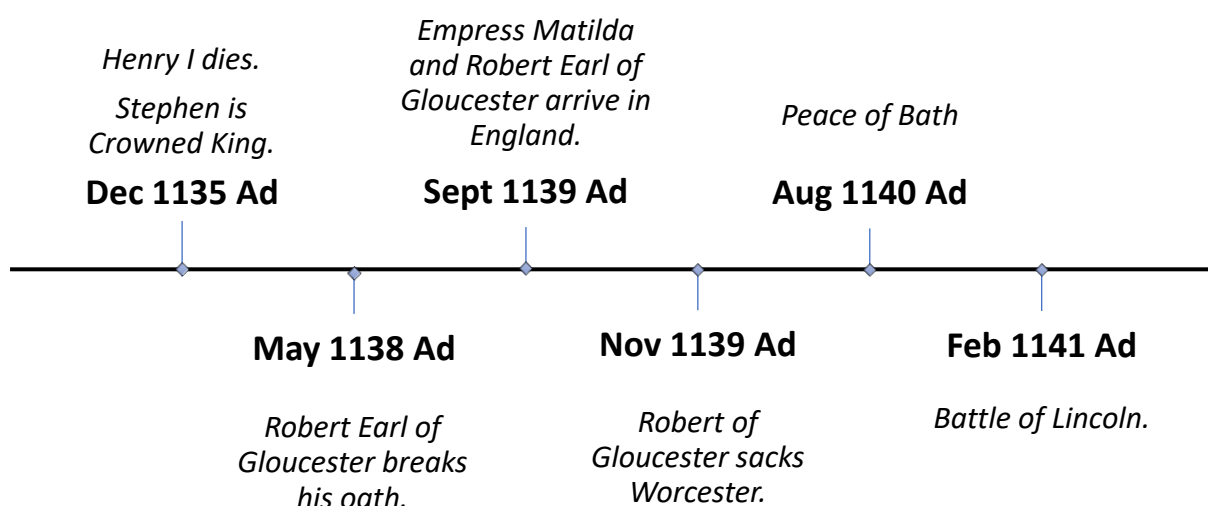 Henry I dies.
Stephen is
Crowned King.
Dec 1135 Ad
Empress Matilda
and Robert Earl of
Gloucester arrive in
England.
Sept 1139 Ad
Peace of Bath
Aug 1140 Ad
May 1138 Ad
Robert Earl of
Gloucester breaks
his oath.
Nov 1139 Ad
Robert of
Gloucester sacks
Worcester.
Feb 1141 Ad
Battle of Lincoln.